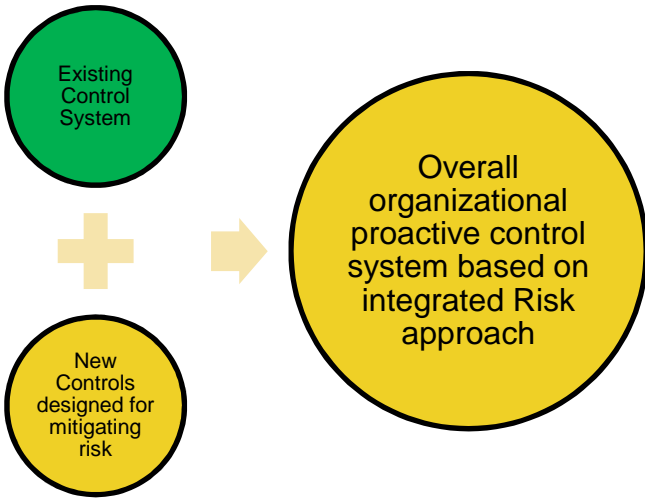 Existing
Control
System
New
Controls
designed for
mitigating
risk
Overall
organizational
proactive control
system based on
integrated Risk
approach